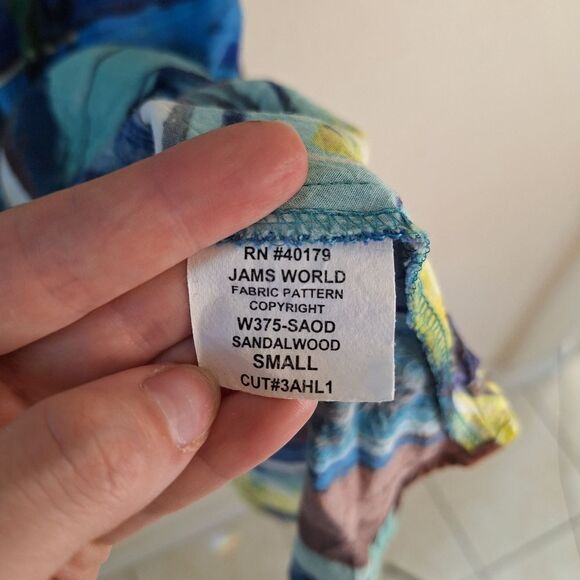 RN #40179
JAMS WORLD
FABRIC PATTERN
COPYRIGHT
W375-SAOD
SANDALWOOD
SMALL
CUT#3AHL1